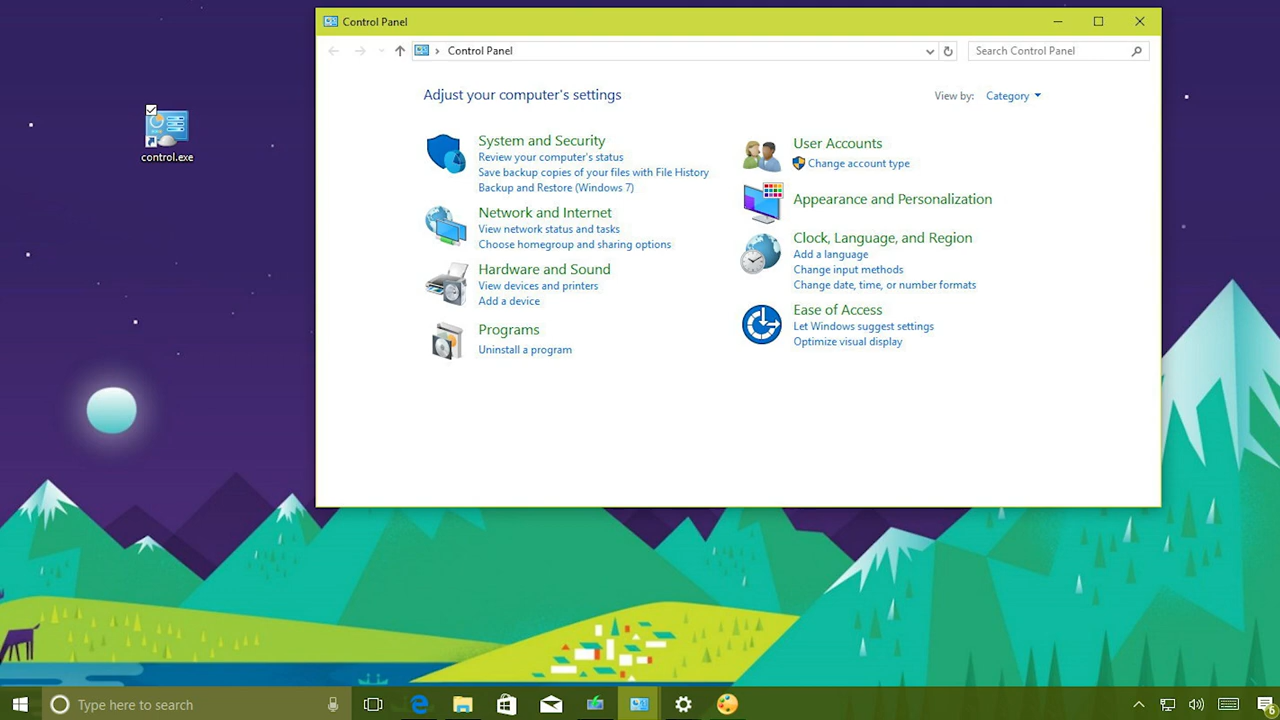 Control Panel
Control Panel
Search Control Panel
Adjust your computer's settings
View by: Category
control.exe
System and Security
Review your computer's status
Save backup copies of your files with File History
Backup and Restore (Windows 7)
Network and Internet
View network status and tasks
Choose homegroup and sharing options
Hardware and Sound
View devices and printers
Add a device
Programs
Uninstall a program
User Accounts
Change account type
Appearance and Personalization
Clock, Language, and Region
Add a language
Change input methods
Change date, time, or number formats
Ease of Access
Let Windows suggest settings
Optimize visual display
Type here to search
6